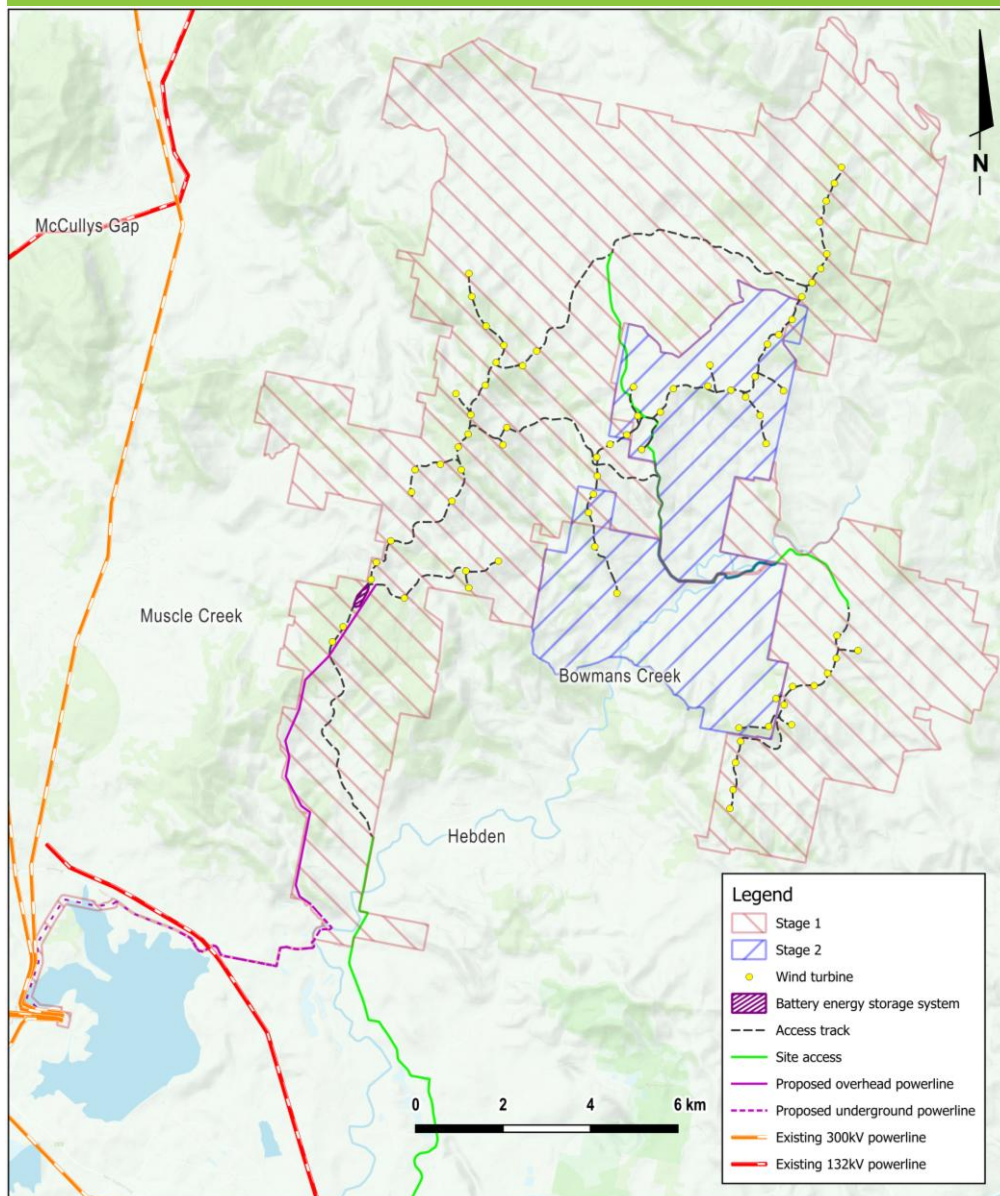 N
McCullys Gap
Muscle Creek
Bowmans Creek
Hebden
0 2 4 6 km
Legend
Stage 1
Stage 2
Wind turbine
Battery energy storage system
Access track
Site access
Proposed overhead powerline
Proposed underground powerline
Existing 300kV powerline
Existing 132kV powerline